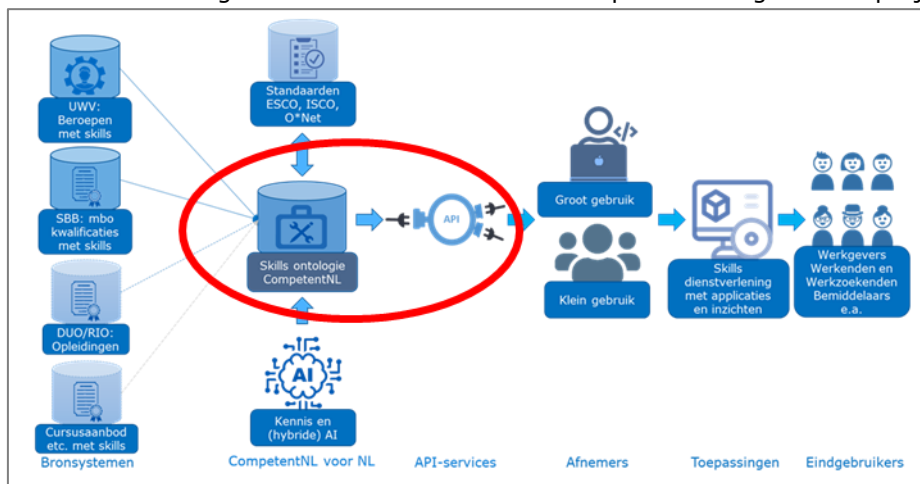 UWV:
Beroepen
met skills
SBB: mbo
kwalificaties
met skills
DUO/RIO:
Opleidingen
Cursusaanbod
etc. met skills
Standaarden
ESCO, ISCO,
O*Net
Skills ontologie
CompetentNL
AI
Kennis en
(hybride) AI
API
</>
Groot gebruik
Klein gebruik
Skills
dienstverlening
met applicaties
en inzichten
Werkgevers
Werkenden en
Werkzoekenden
Bemiddelaars
e.a.
Bronsystemen
CompetentNL voor NL
API-services
Afnemers
Toepassingen
Eindgebruikers